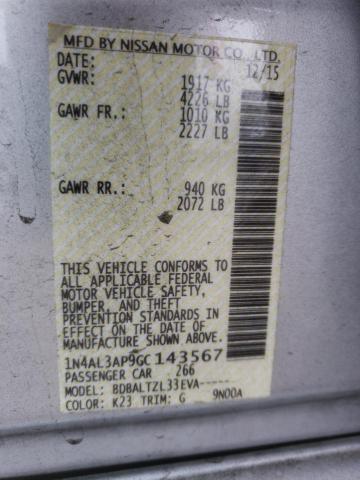 MFD BY NISSAN MOTOR CO., LTD.
DATE: 12/15
GVWR: 1917 KG
4226 LB
GAWR FR.: 1010 KG
2227 LB
GAWR RR.: 940 KG
2072 LB
THIS VEHICLE CONFORMS TO
ALL APPLICABLE FEDERAL
MOTOR VEHICLE SAFETY,
BUMPER, AND THEFT
PREVENTION STANDARDS IN
EFFECT ON THE DATE OF
MANUFACTURE SHOWN ABOVE.
1N4AL3AP9GC143567
PASSENGER CAR 266
MODEL: BDBALTZL33EVA-----
COLOR: K23 TRIM: G 9N00A